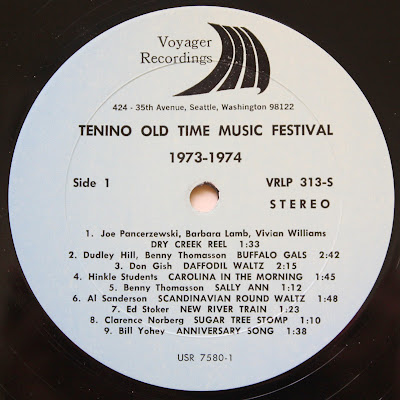 Voyager
Recordings
424 - 35th Avenue, Seattle, Washington 98122
TENINO OLD TIME MUSIC FESTIVAL
1973-1974
Side 1 VRLP 313-S
STEREO
1. Joe Pancerzewski, Barbara Lamb, Vivian Williams
DRY CREEK REEL 1:33
2. Dudley Hill, Benny Thomasson BUFFALO GALS 2:42
3. Don Gish DAFFODIL WALTZ 2:15
4. Hinkle Students CAROLINA IN THE MORNING 1:45
5. Benny Thomasson SALLY ANN 1:12
6. Al Sanderson SCANDINAVIAN ROUND WALTZ 1:48
7. Ed Stoker NEW RIVER TRAIN 1:23
8. Clarence Norberg SUGAR TREE STOMP 1:10
9. Bill Yohey ANNIVERSARY SONG 1:38
USR 7580-1